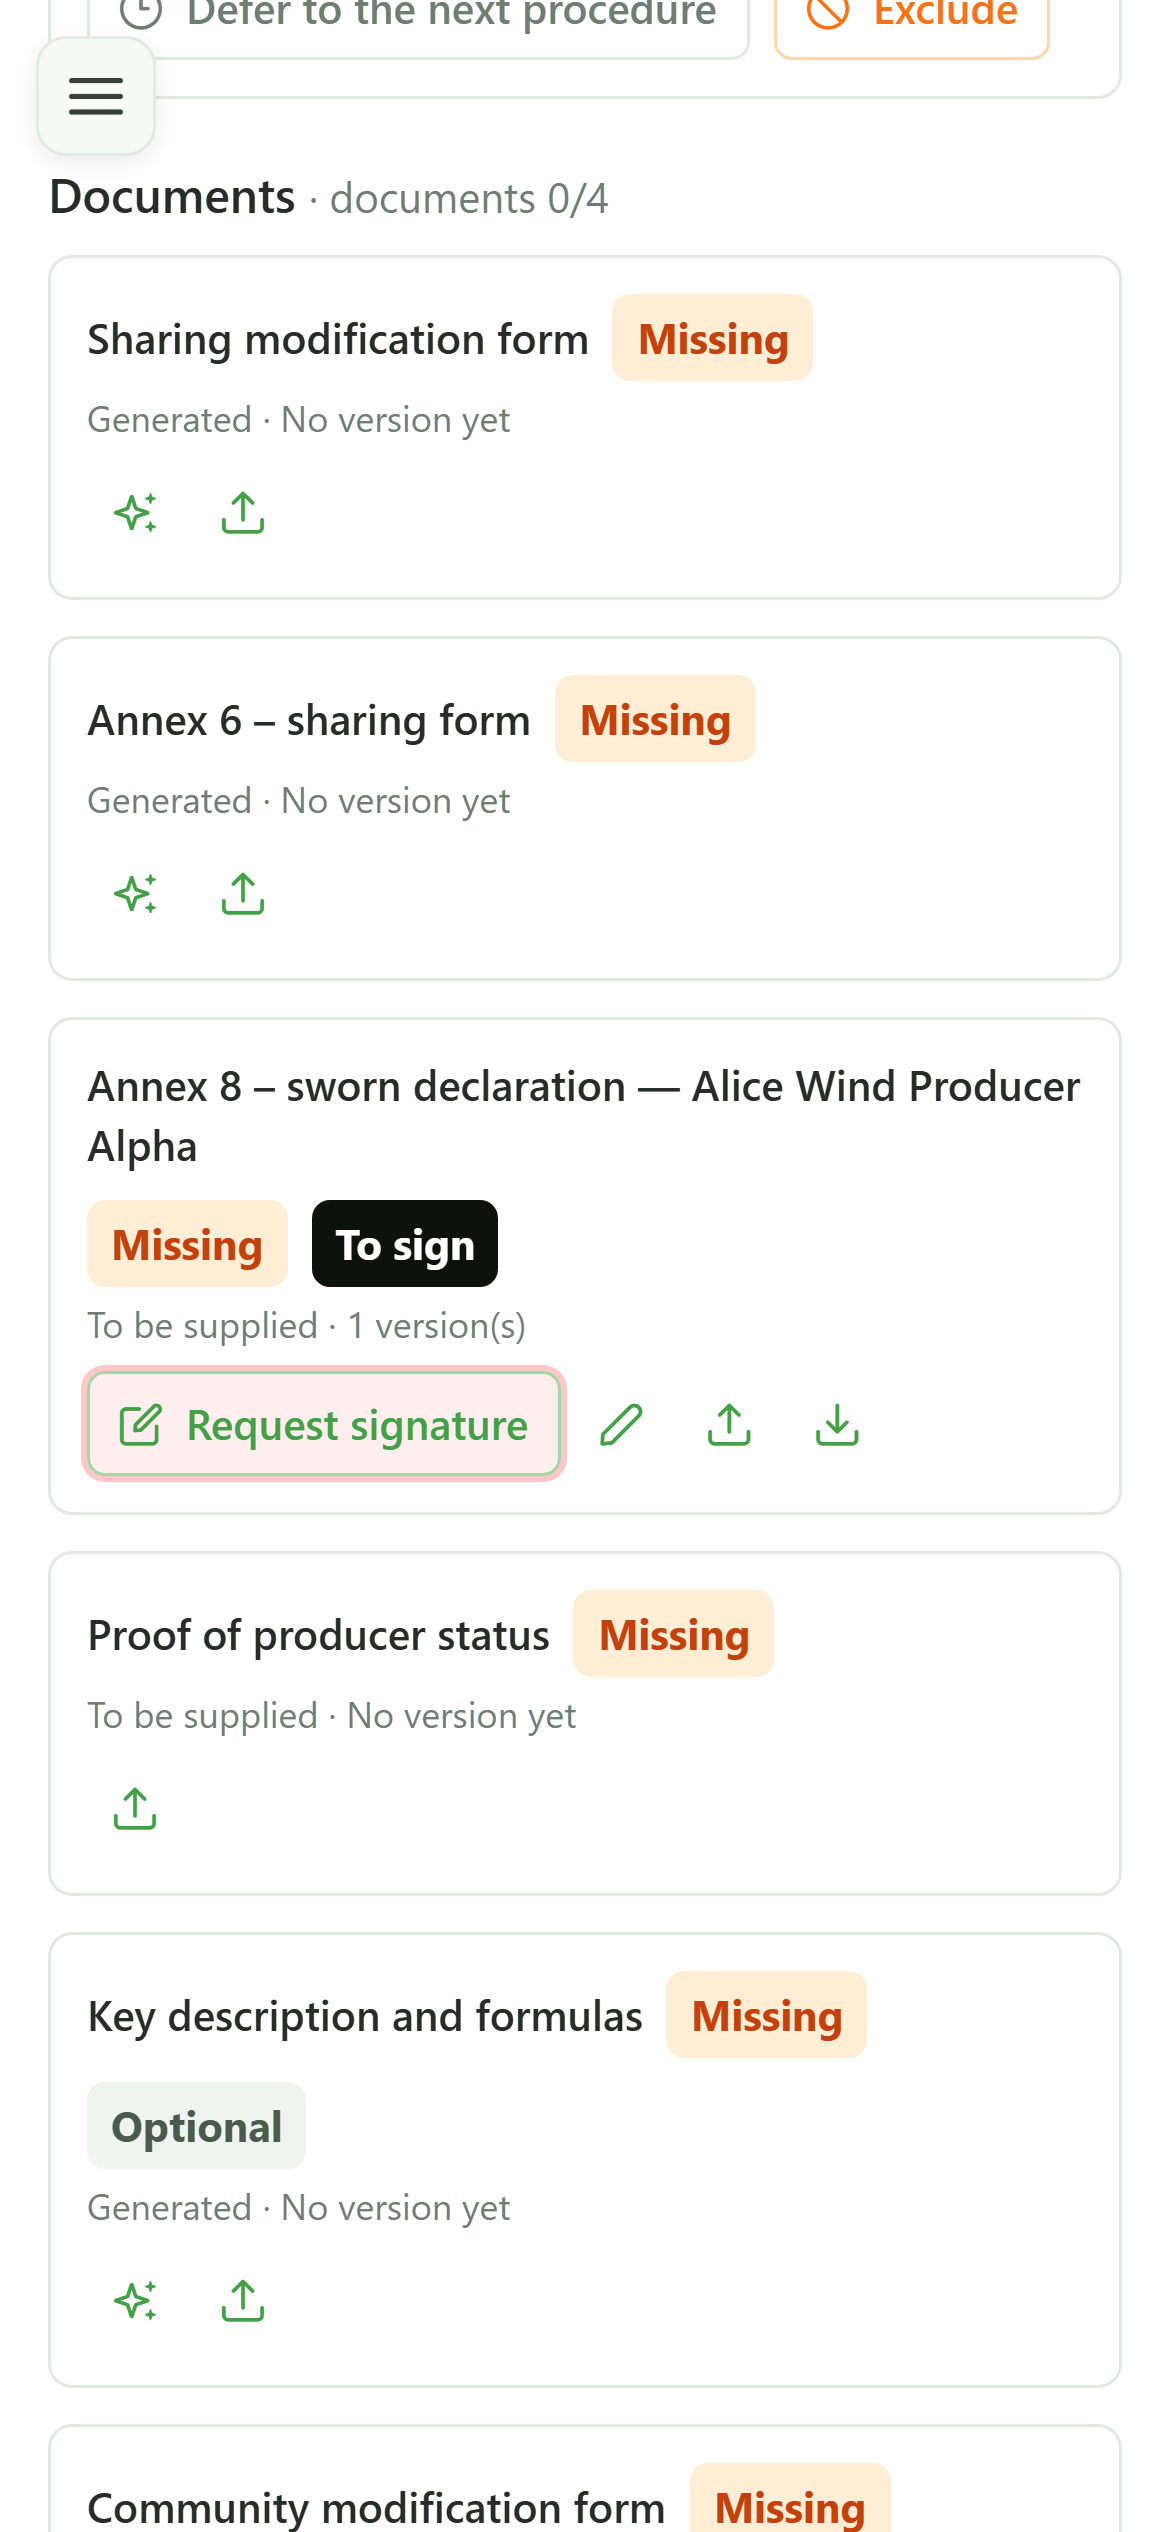 Defer to the next procedure
Exclude
Documents · documents 0/4
Sharing modification form Missing
Generated · No version yet
Annex 6 – sharing form Missing
Generated · No version yet
Annex 8 – sworn declaration — Alice Wind Producer
Alpha
Missing To sign
To be supplied · 1 version(s)
Request signature
Proof of producer status Missing
To be supplied · No version yet
Key description and formulas Missing
Optional
Generated · No version yet
Community modification form Missing